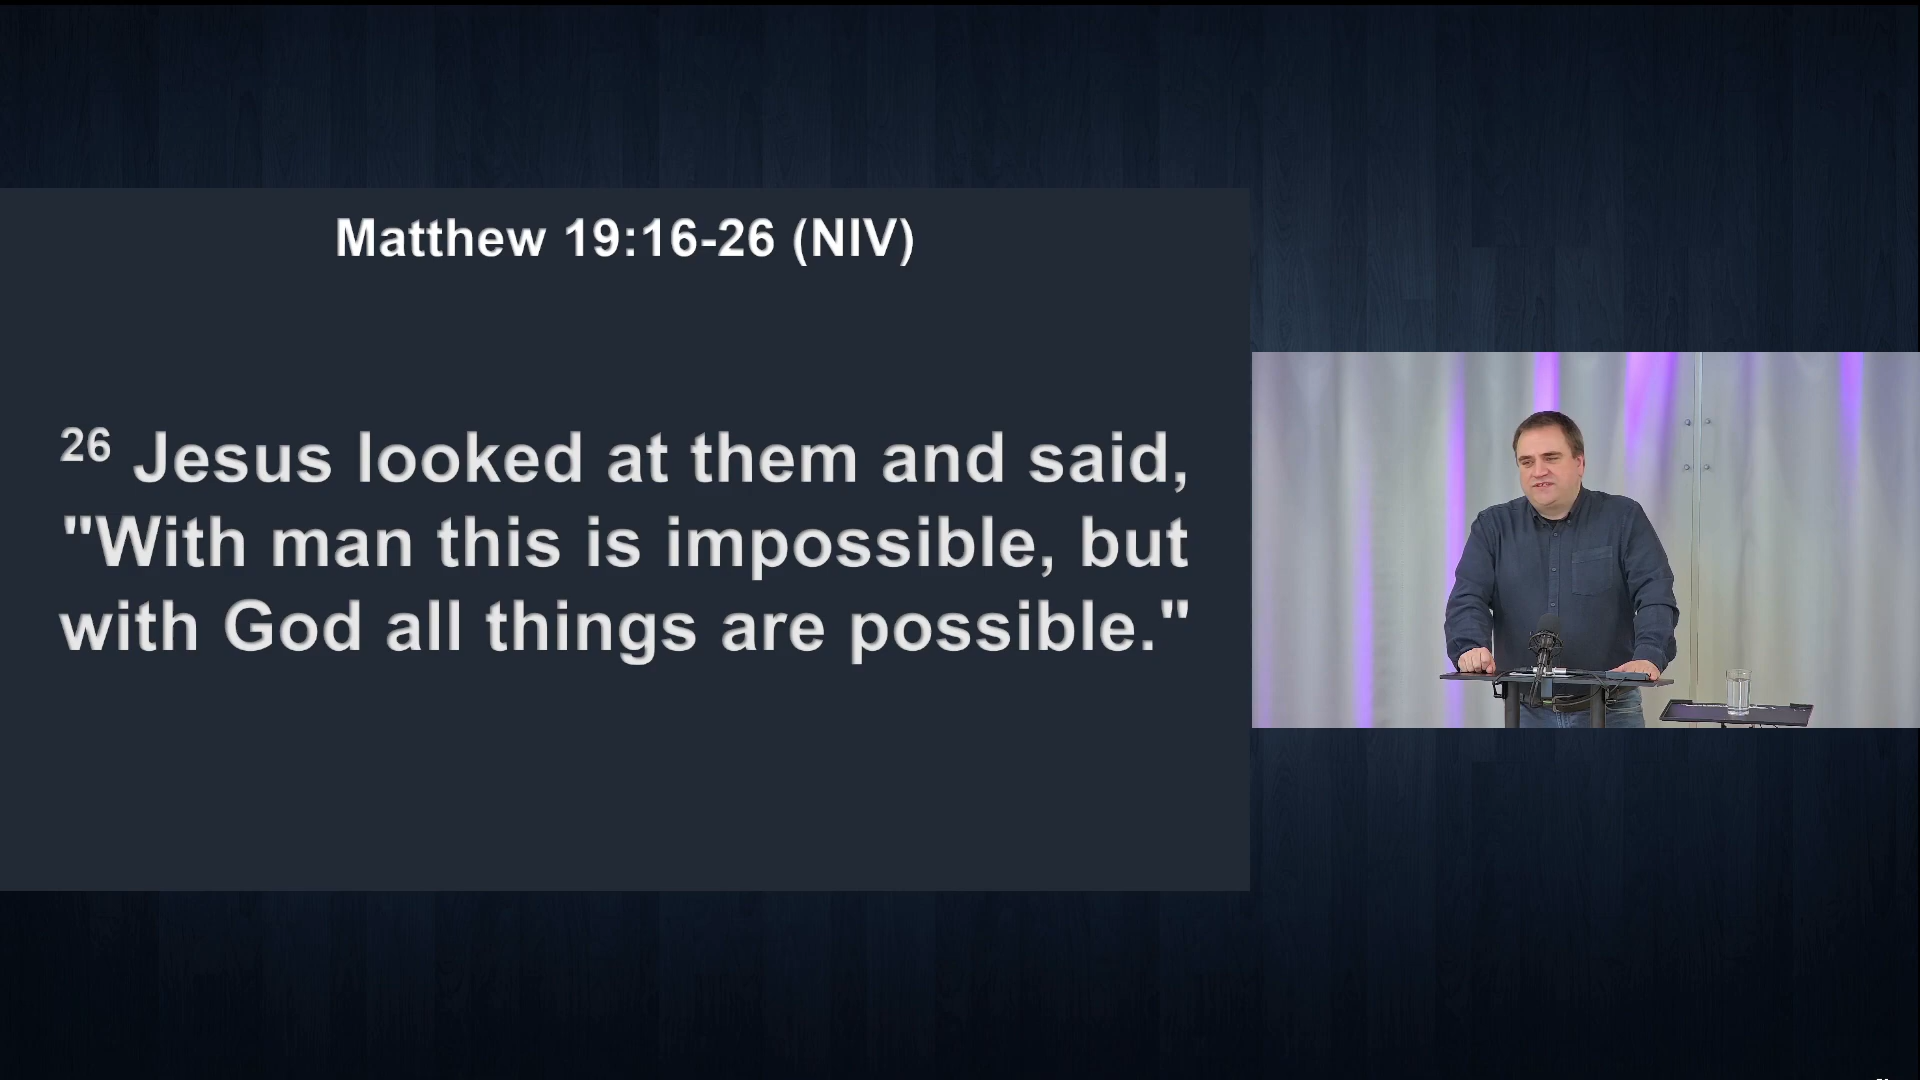 Matthew 19:16-26 (NIV)
26 Jesus looked at them and said,
"With man this is impossible, but
with God all things are possible."